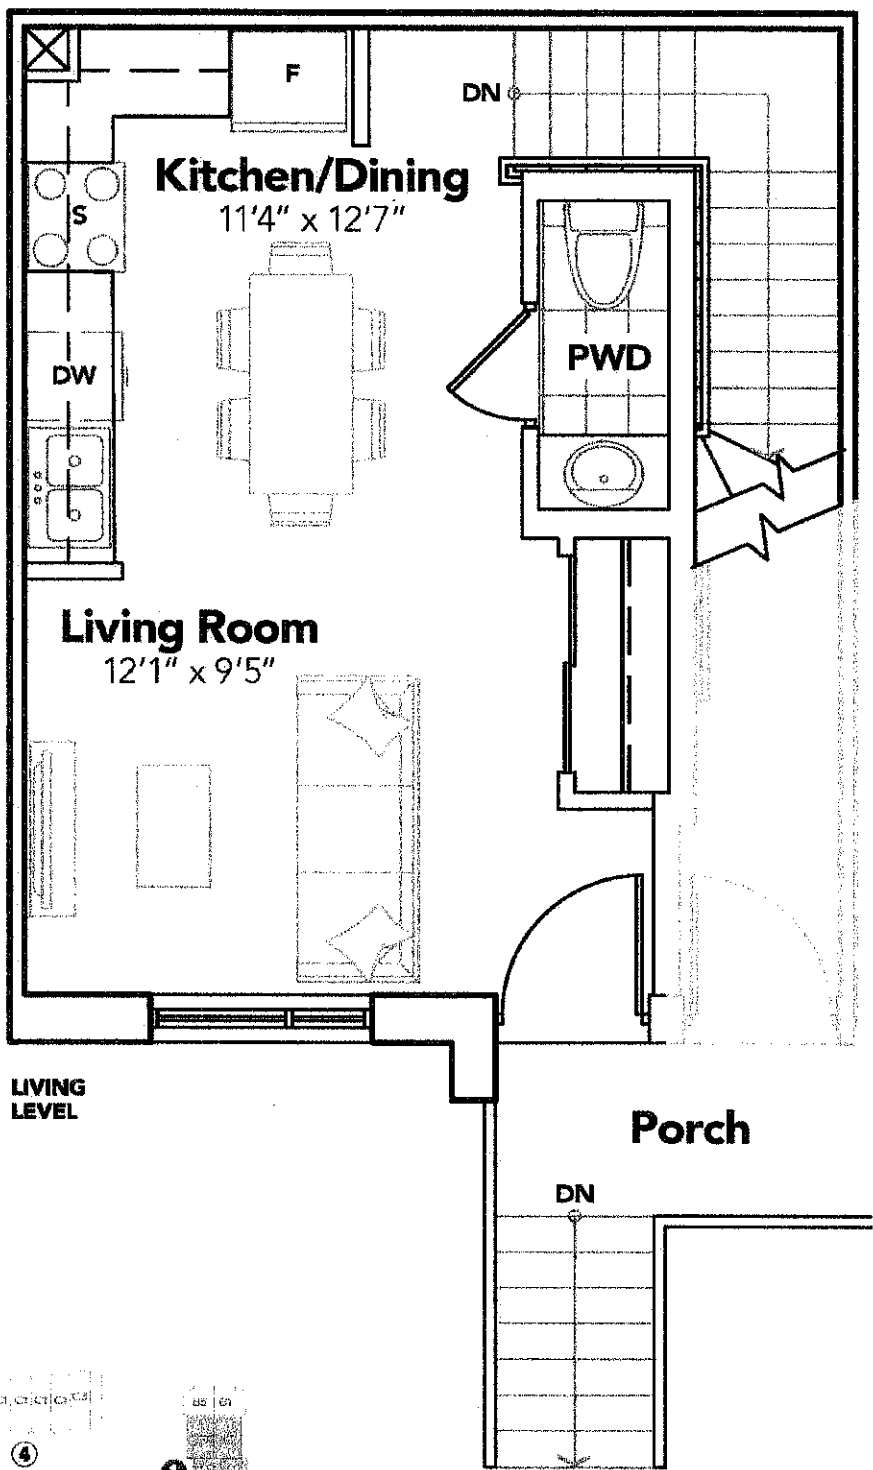 F
DN
Kitchen/Dining
11'4" x 12'7"
S
PWD
DW
Living Room
12'1" x 9'5"
LIVING
LEVEL
Porch
DN
4